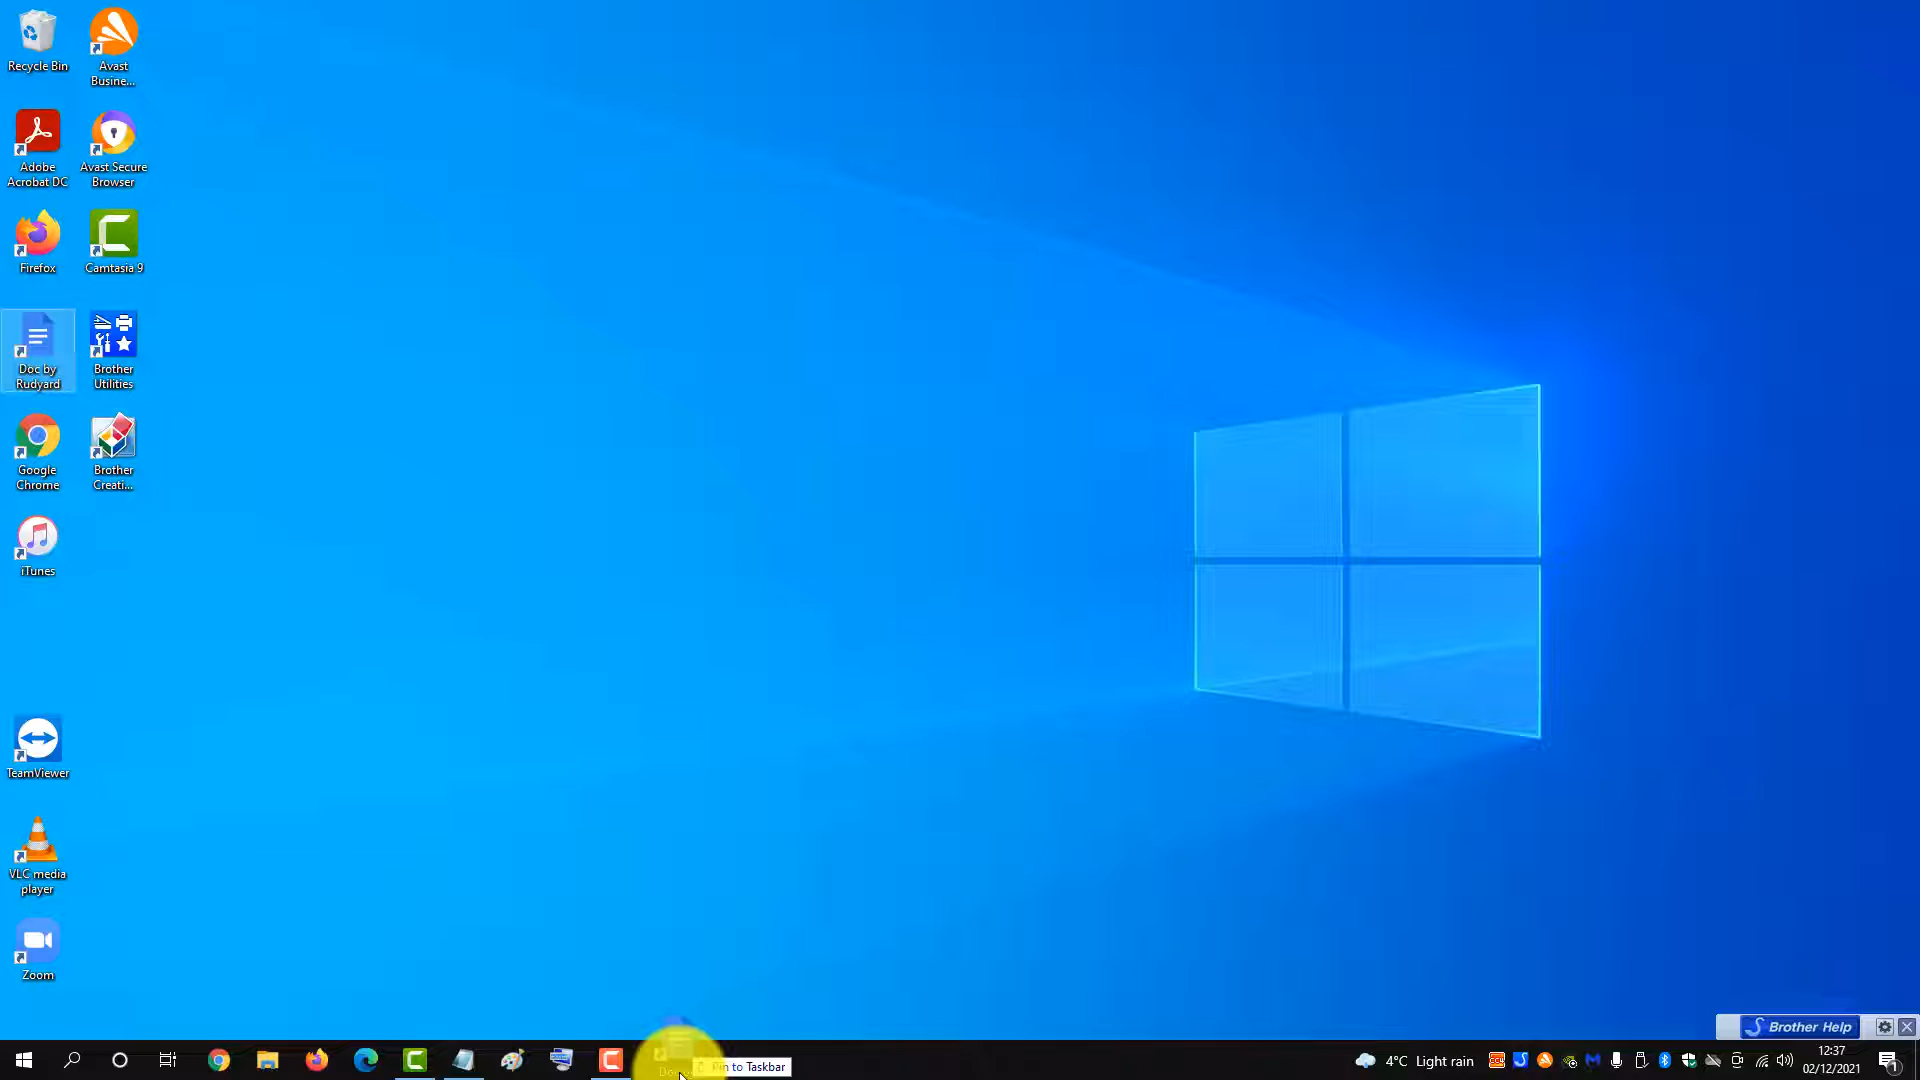 Recycle Bin
Avast
Busine...
Adobe
Acrobat DC
Avast Secure
Browser
Firefox
Camtasia 9
Doc by
Rudyard
Brother
Utilities
Google
Chrome
Brother
Creati...
iTunes
TeamViewer
VLC media
player
Zoom
Brother Help
Pin to Taskbar
4°C Light rain
12:37
02/12/2021
1